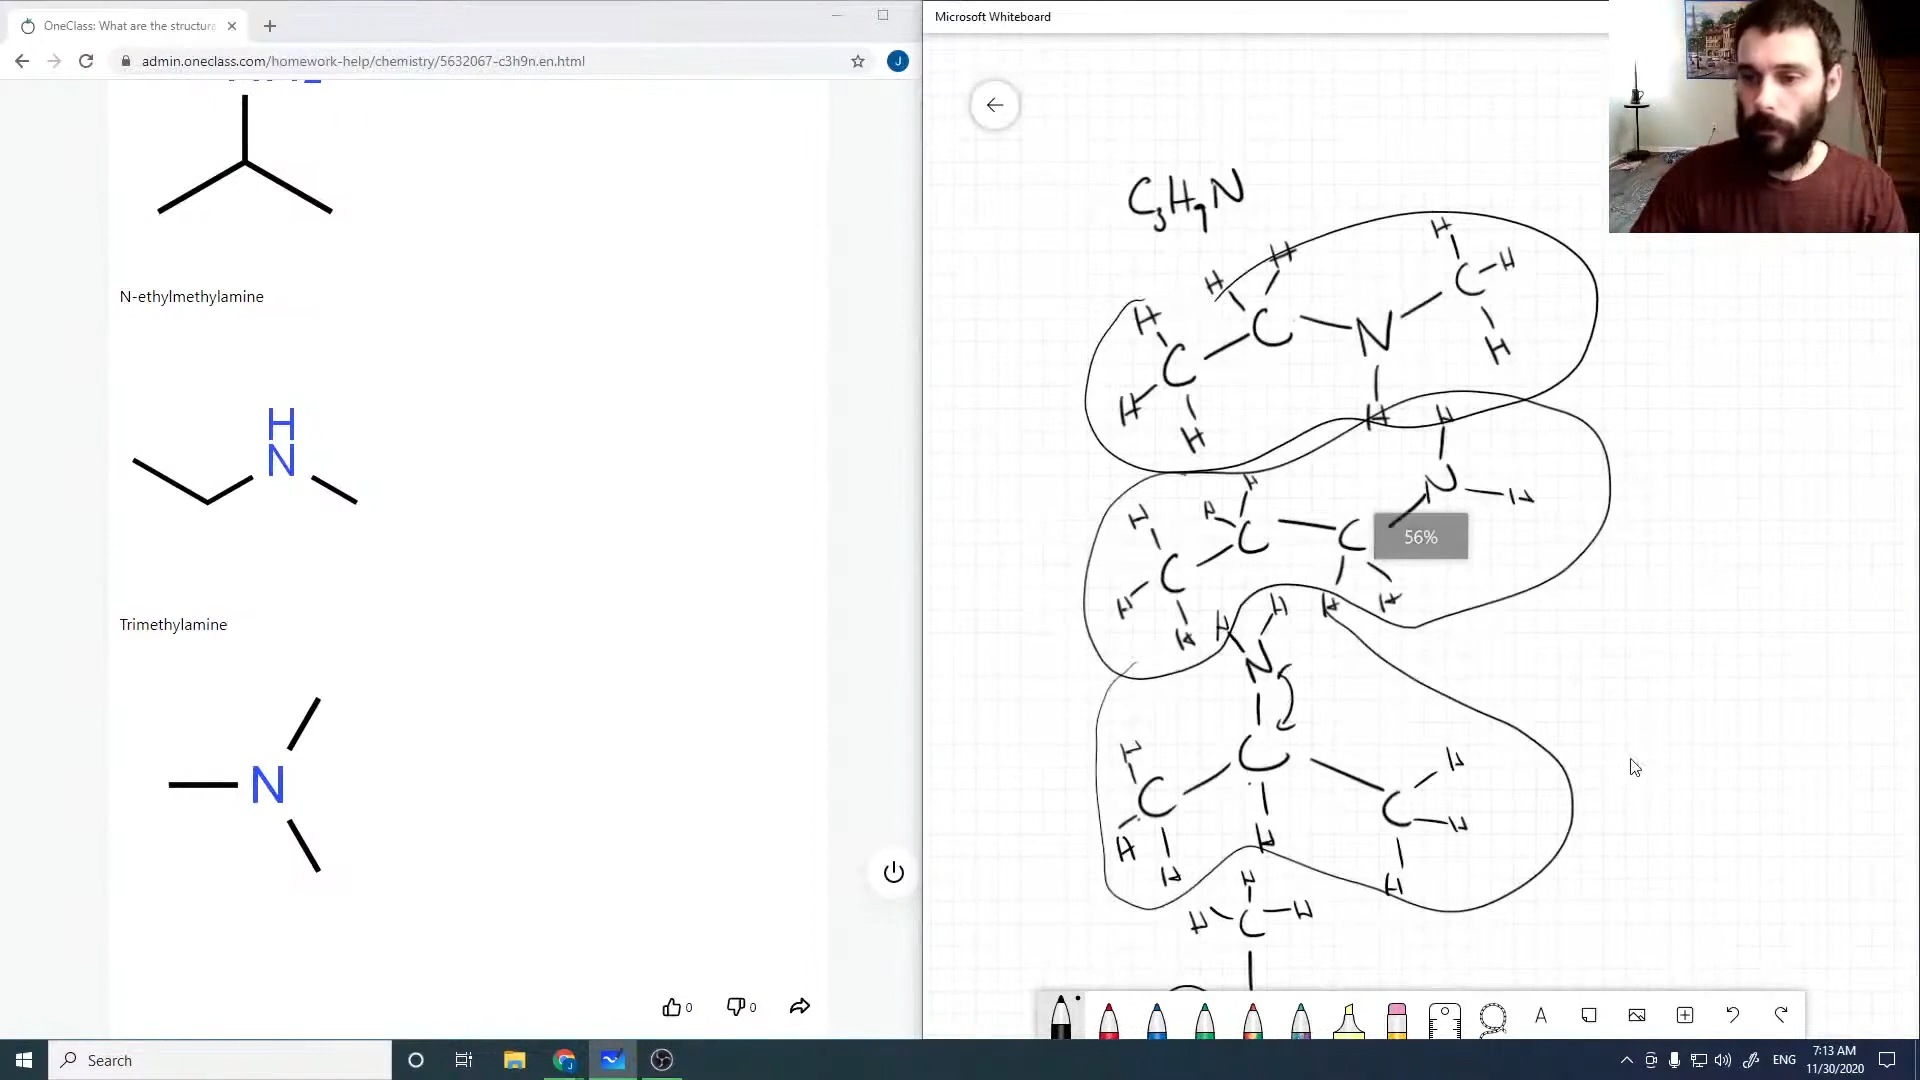 OneClass: What are the structura
admin.oneclass.com/homework-help/chemistry/5632067-c3h9n.en.html
J
N-ethylmethylamine
H
N
Trimethylamine
N
0
0
Microsoft Whiteboard
C3H9N
H H H
H C C N C H
H H H H
H
H H H N H
C C C
56%
H H H H
H H
N
H C C H
H C H
H H H
H
H C H
A
Search
ENG
7:13 AM
11/30/2020